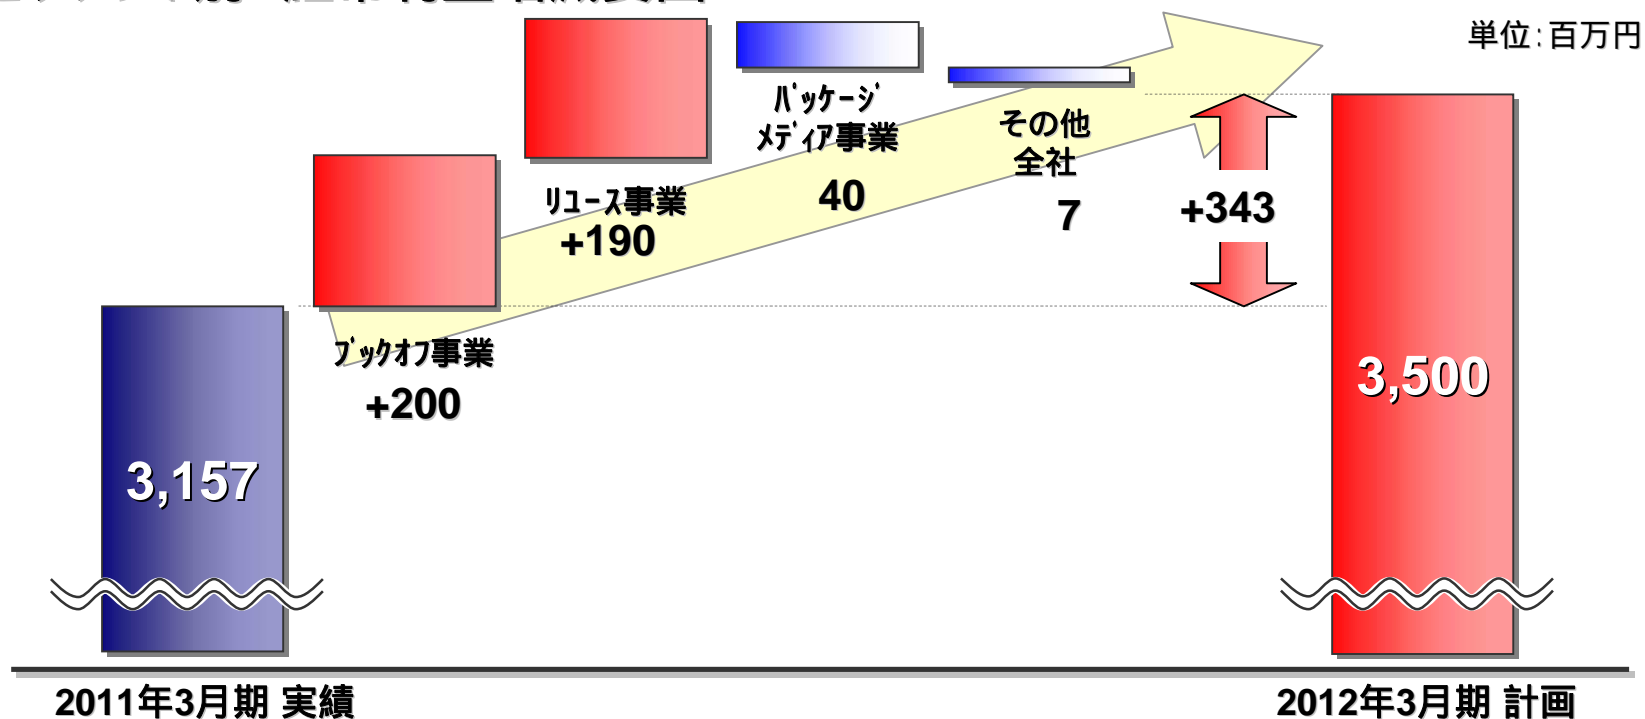 単位:百万円
ﾊﾟｯｹｰｼﾞ
ﾒﾃﾞｨｱ事業
40
その他
全社
7
ﾘﾕｰｽ事業
+190
+343
ﾌﾞｯｸｵﾌ事業
+200
3,157
3,500
2011年3月期 実績
2012年3月期 計画